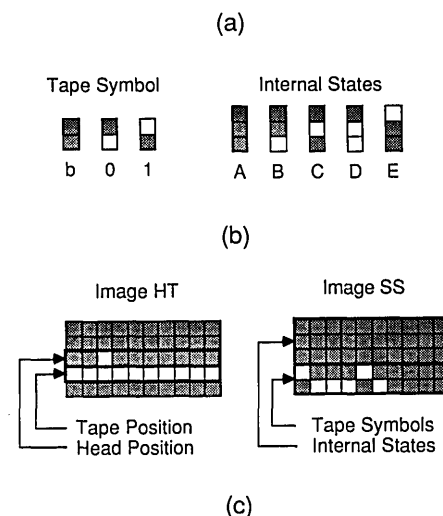 (a)
Tape Symbol Internal States
b 0 1 A B C D E
(b)
Image HT Image SS
Tape Position Tape Symbols
Head Position Internal States
(c)